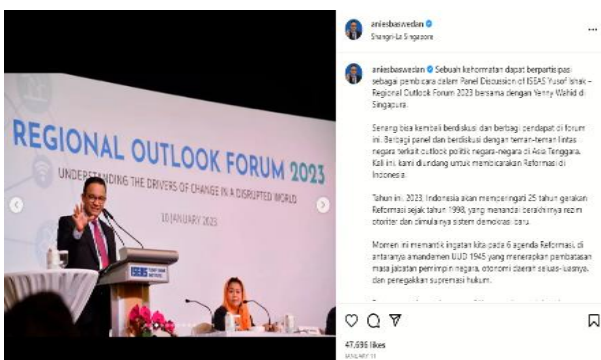 REGIONAL OUTLOOK FORUM 2023
UNDERSTANDING THE DRIVERS OF CHANGE IN A DISRUPTED WORLD
10 JANUARY 2023
ISEAS
aniesbaswedan
Shangri-La Singapore
aniesbaswedan Sebuah kehormatan dapat berpartisipasi
sebagai pembicara dalam Panel Discussion of ISEAS Yusof Ishak –
Regional Outlook Forum 2023 bersama dengan Yenny Wahid di
Singapura.
Senang bisa kembali berdiskusi dan berbagi pendapat di forum
ini. Berbagi panel dan berdiskusi dengan teman-teman lintas
negara terkait outlook politik negara-negara di Asia Tenggara.
Kali ini, kami diundang untuk membicarakan Reformasi di
Indonesia.
Tahun ini, 2023, Indonesia akan memperingati 25 tahun gerakan
Reformasi sejak tahun 1998, yang menandai berakhirnya rezim
otoriter dan dimulainya sistem demokrasi baru.
Momen ini memantik ingatan kita pada 6 agenda Reformasi, di
antaranya amandemen UUD 1945 yang menerapkan pembatasan
masa jabatan pemimpin negara, otonomi daerah seluas-luasnya,
dan penegakkan supremasi hukum.
47,696 likes
JANUARY 11